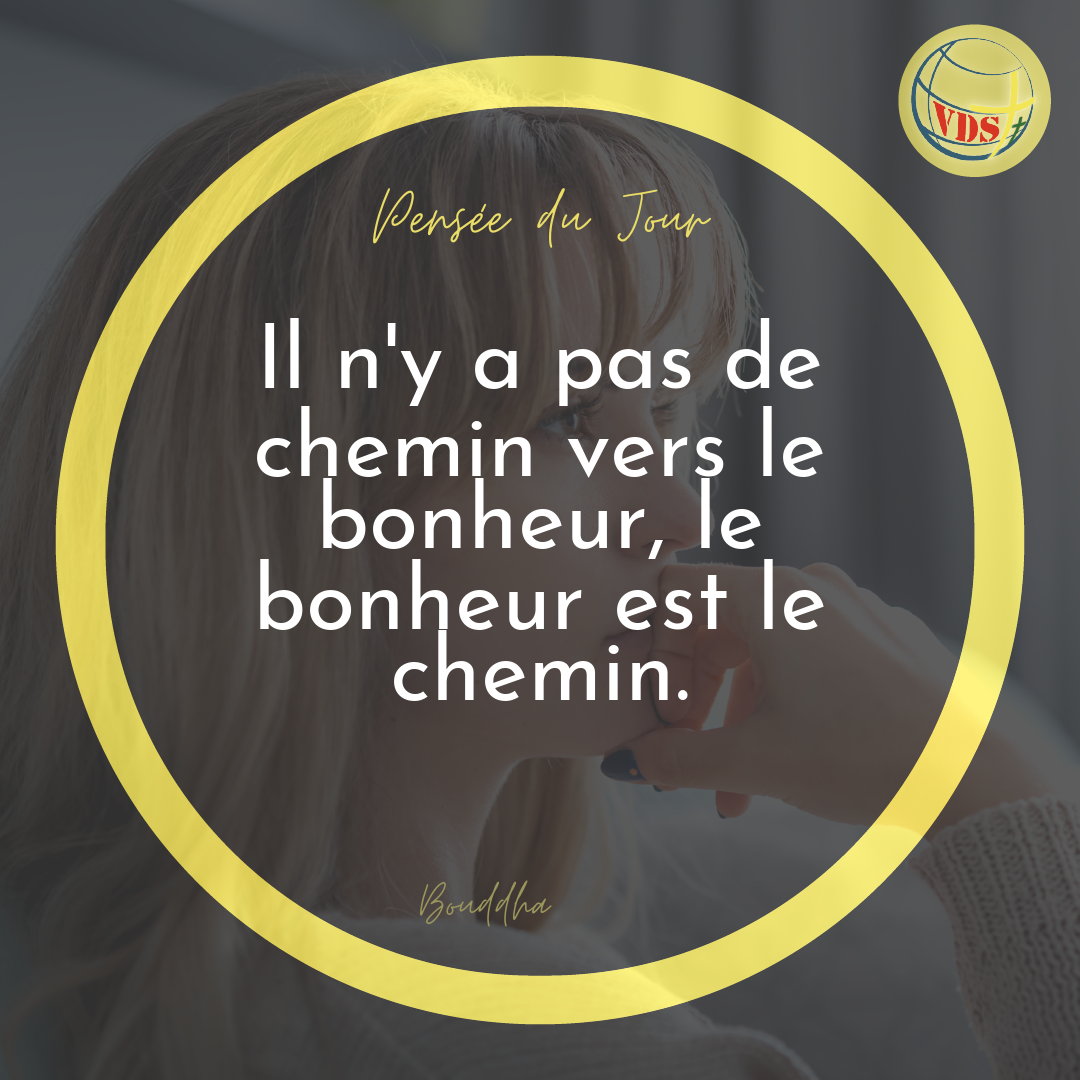 VDS
Pensée du Jour
Il n'y a pas de
chemin vers le
bonheur, le
bonheur est le
chemin.
Bouddha